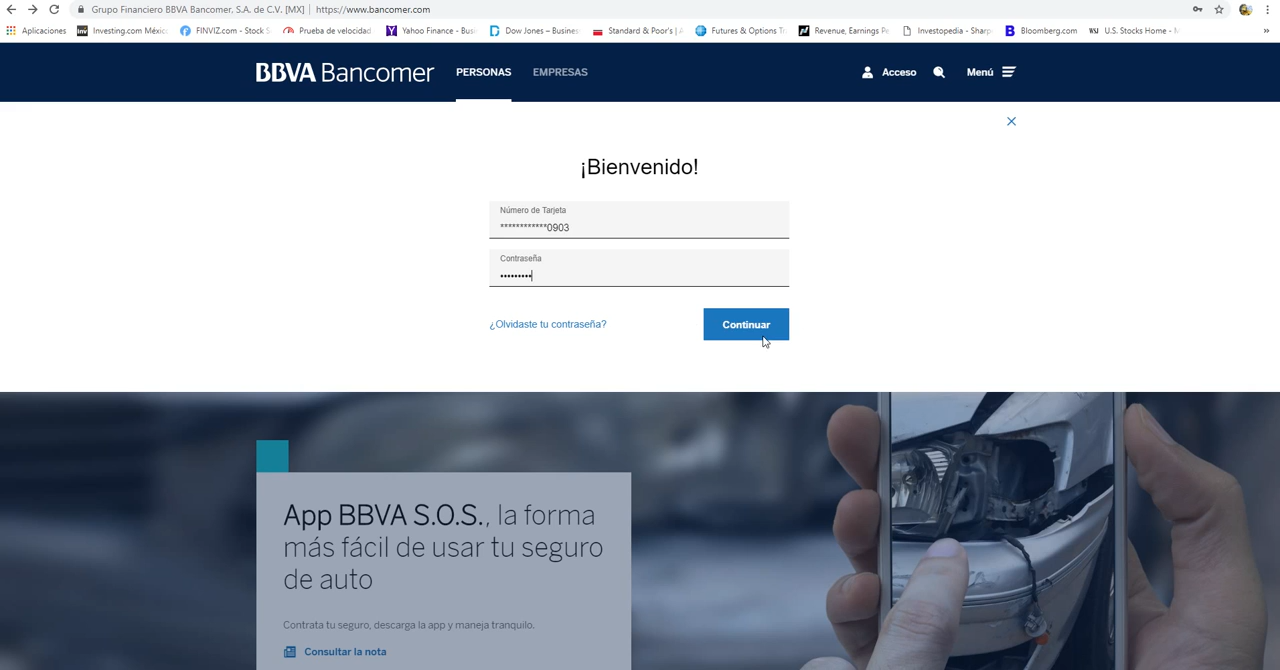 Grupo Financiero BBVA Bancomer, S.A. de C.V. [MX] | https://www.bancomer.com
Aplicaciones Investing.com Méxic FINVIZ.com - Stock S Prueba de velocidad Yahoo Finance - Busi Dow Jones – Busines Standard & Poor's | A Futures & Options Tr Revenue, Earnings Pe Investopedia - Sharp Bloomberg.com U.S. Stocks Home - M »
BBVA Bancomer PERSONAS EMPRESAS Acceso Menú
¡Bienvenido!
Número de Tarjeta
************0903
Contraseña
•••••••••
¿Olvidaste tu contraseña? Continuar
App BBVA S.O.S., la forma
más fácil de usar tu seguro
de auto
Contrata tu seguro, descarga la app y maneja tranquilo.
Consultar la nota